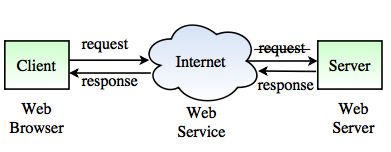 request
request
Client
Internet
Server
response
response
Web
Browser
Web
Service
Web
Server